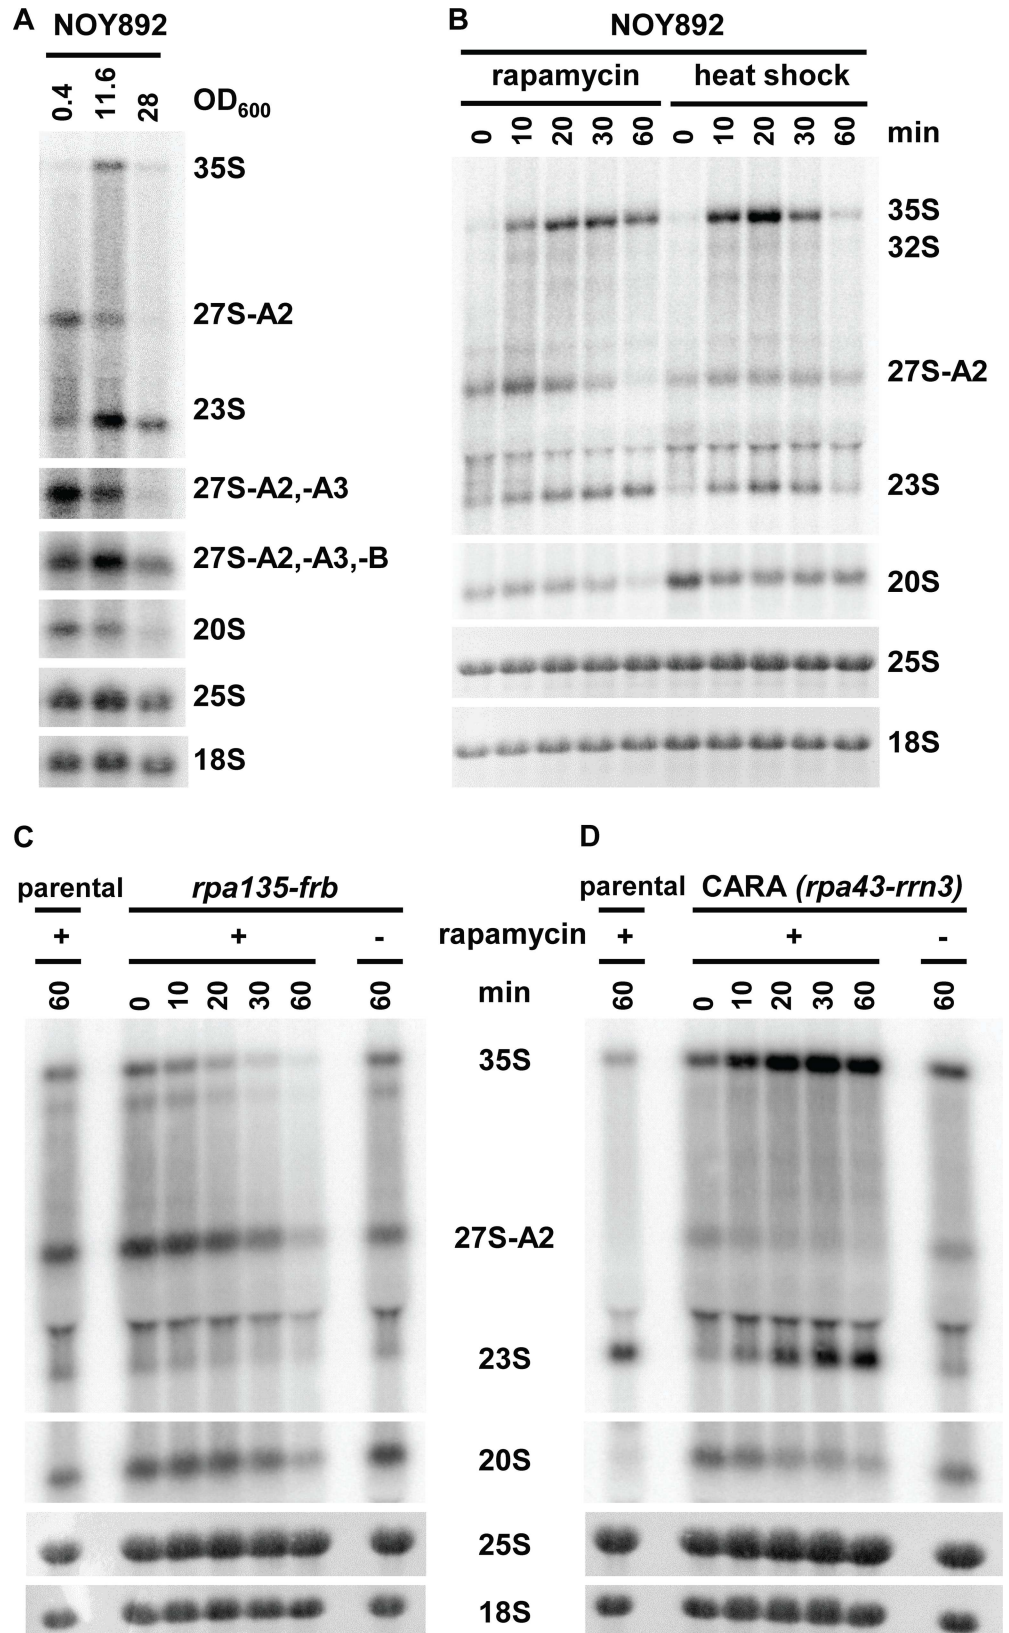 A
NOY892
0.4 11.6 28 OD600
35S
27S-A2
23S
27S-A2,-A3
27S-A2,-A3,-B
20S
25S
18S
B
NOY892
rapamycin heat shock
0 10 20 30 60 0 10 20 30 60 min
35S
32S
27S-A2
23S
20S
25S
18S
C
parental rpa135-frb
+ + -
60 0 10 20 30 60 60
D
parental CARA (rpa43-rrn3)
rapamycin + + -
min 60 0 10 20 30 60 60
35S
27S-A2
23S
20S
25S
18S